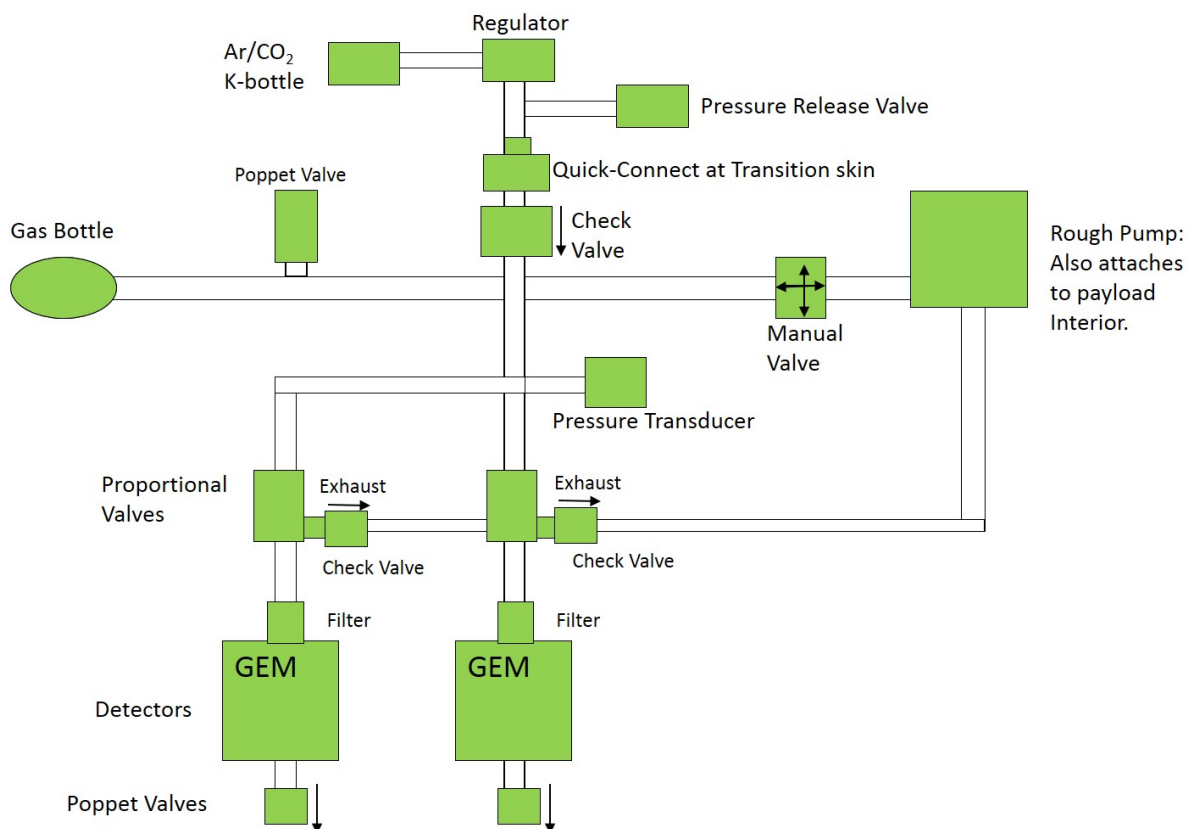 Regulator
Ar/CO₂
K-bottle
Pressure Release Valve
Poppet Valve
Quick-Connect at Transition skin
Gas Bottle
Check
Valve
Rough Pump:
Also attaches
to payload
Interior.
Manual
Valve
Pressure Transducer
Proportional
Valves
Exhaust
Exhaust
Check Valve
Check Valve
Filter
Filter
GEM
GEM
Detectors
Poppet Valves